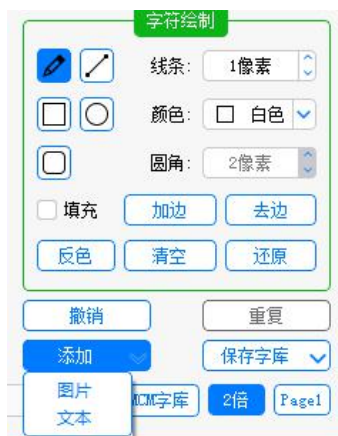 字符绘制
线条： 1像素
颜色： 白色
圆角： 2像素
填充 加边 去边
反色 清空 还原
撤销 重复
添加 保存字库
图片
MCM字库 2倍 Page1
文本